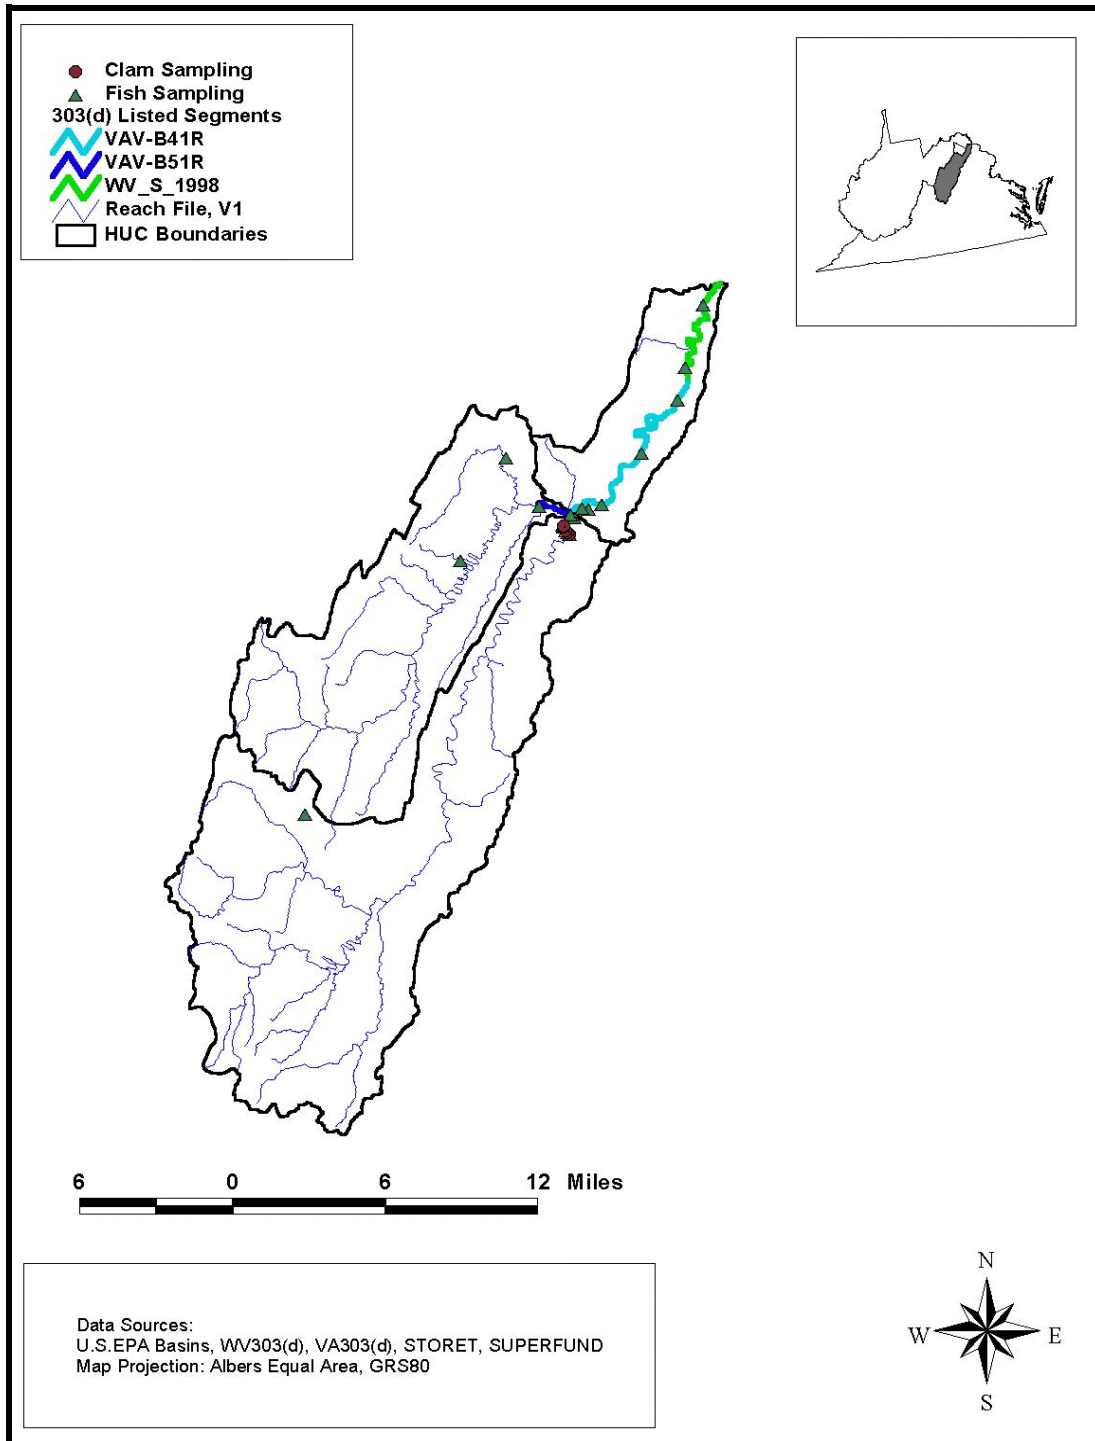 Clam Sampling
Fish Sampling
303(d) Listed Segments
VAV-B41R
VAV-B51R
WV_S_1998
Reach File, V1
HUC Boundaries
6 0 6 12 Miles
Data Sources:
U.S.EPA Basins, WV303(d), VA303(d), STORET, SUPERFUND
Map Projection: Albers Equal Area, GRS80
N
W E
S